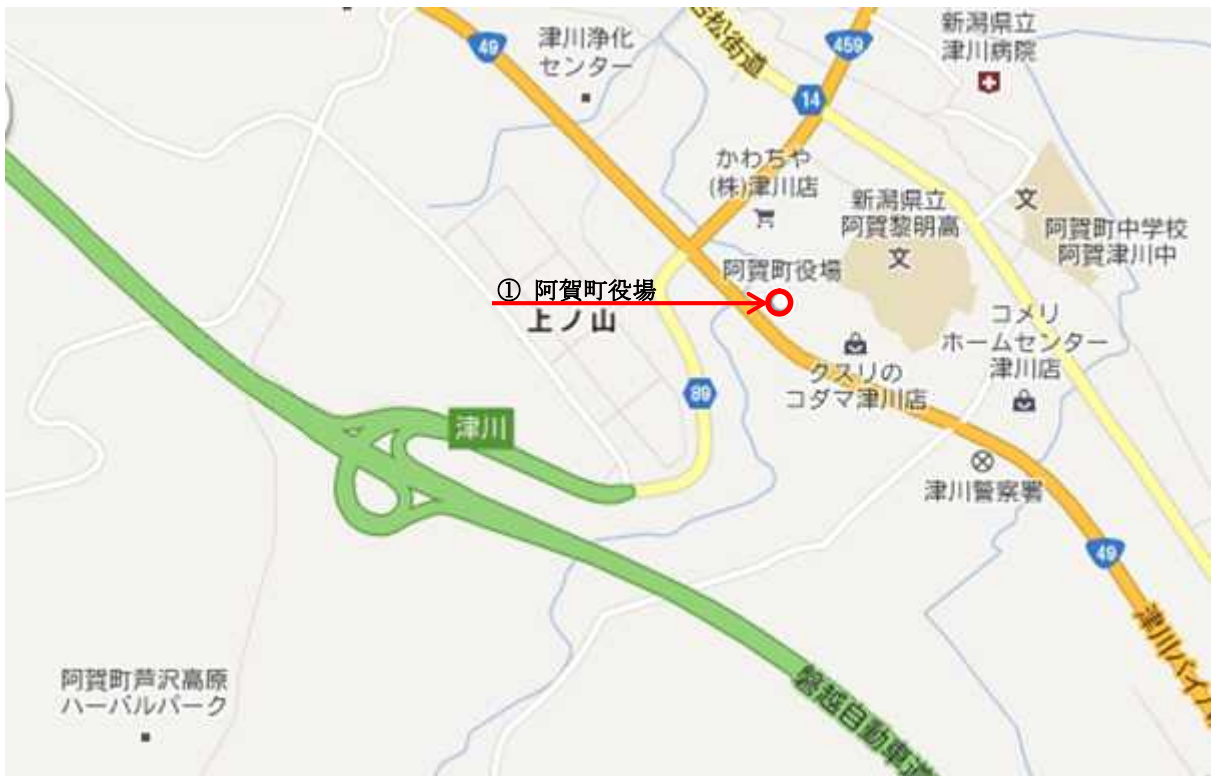 49
津川浄化
センター
若松街道
459
新潟県立
津川病院
14
かわちや
(株)津川店
新潟県立
阿賀黎明高
文
文
阿賀町中学校
阿賀津川中
阿賀町役場
① 阿賀町役場
上ノ山
コメリ
ホームセンター
津川店
クスリの
コダマ津川店
89
津川
津川警察署
49
津川バイパ
阿賀町芦沢高原
ハーバルパーク
磐越自動車道